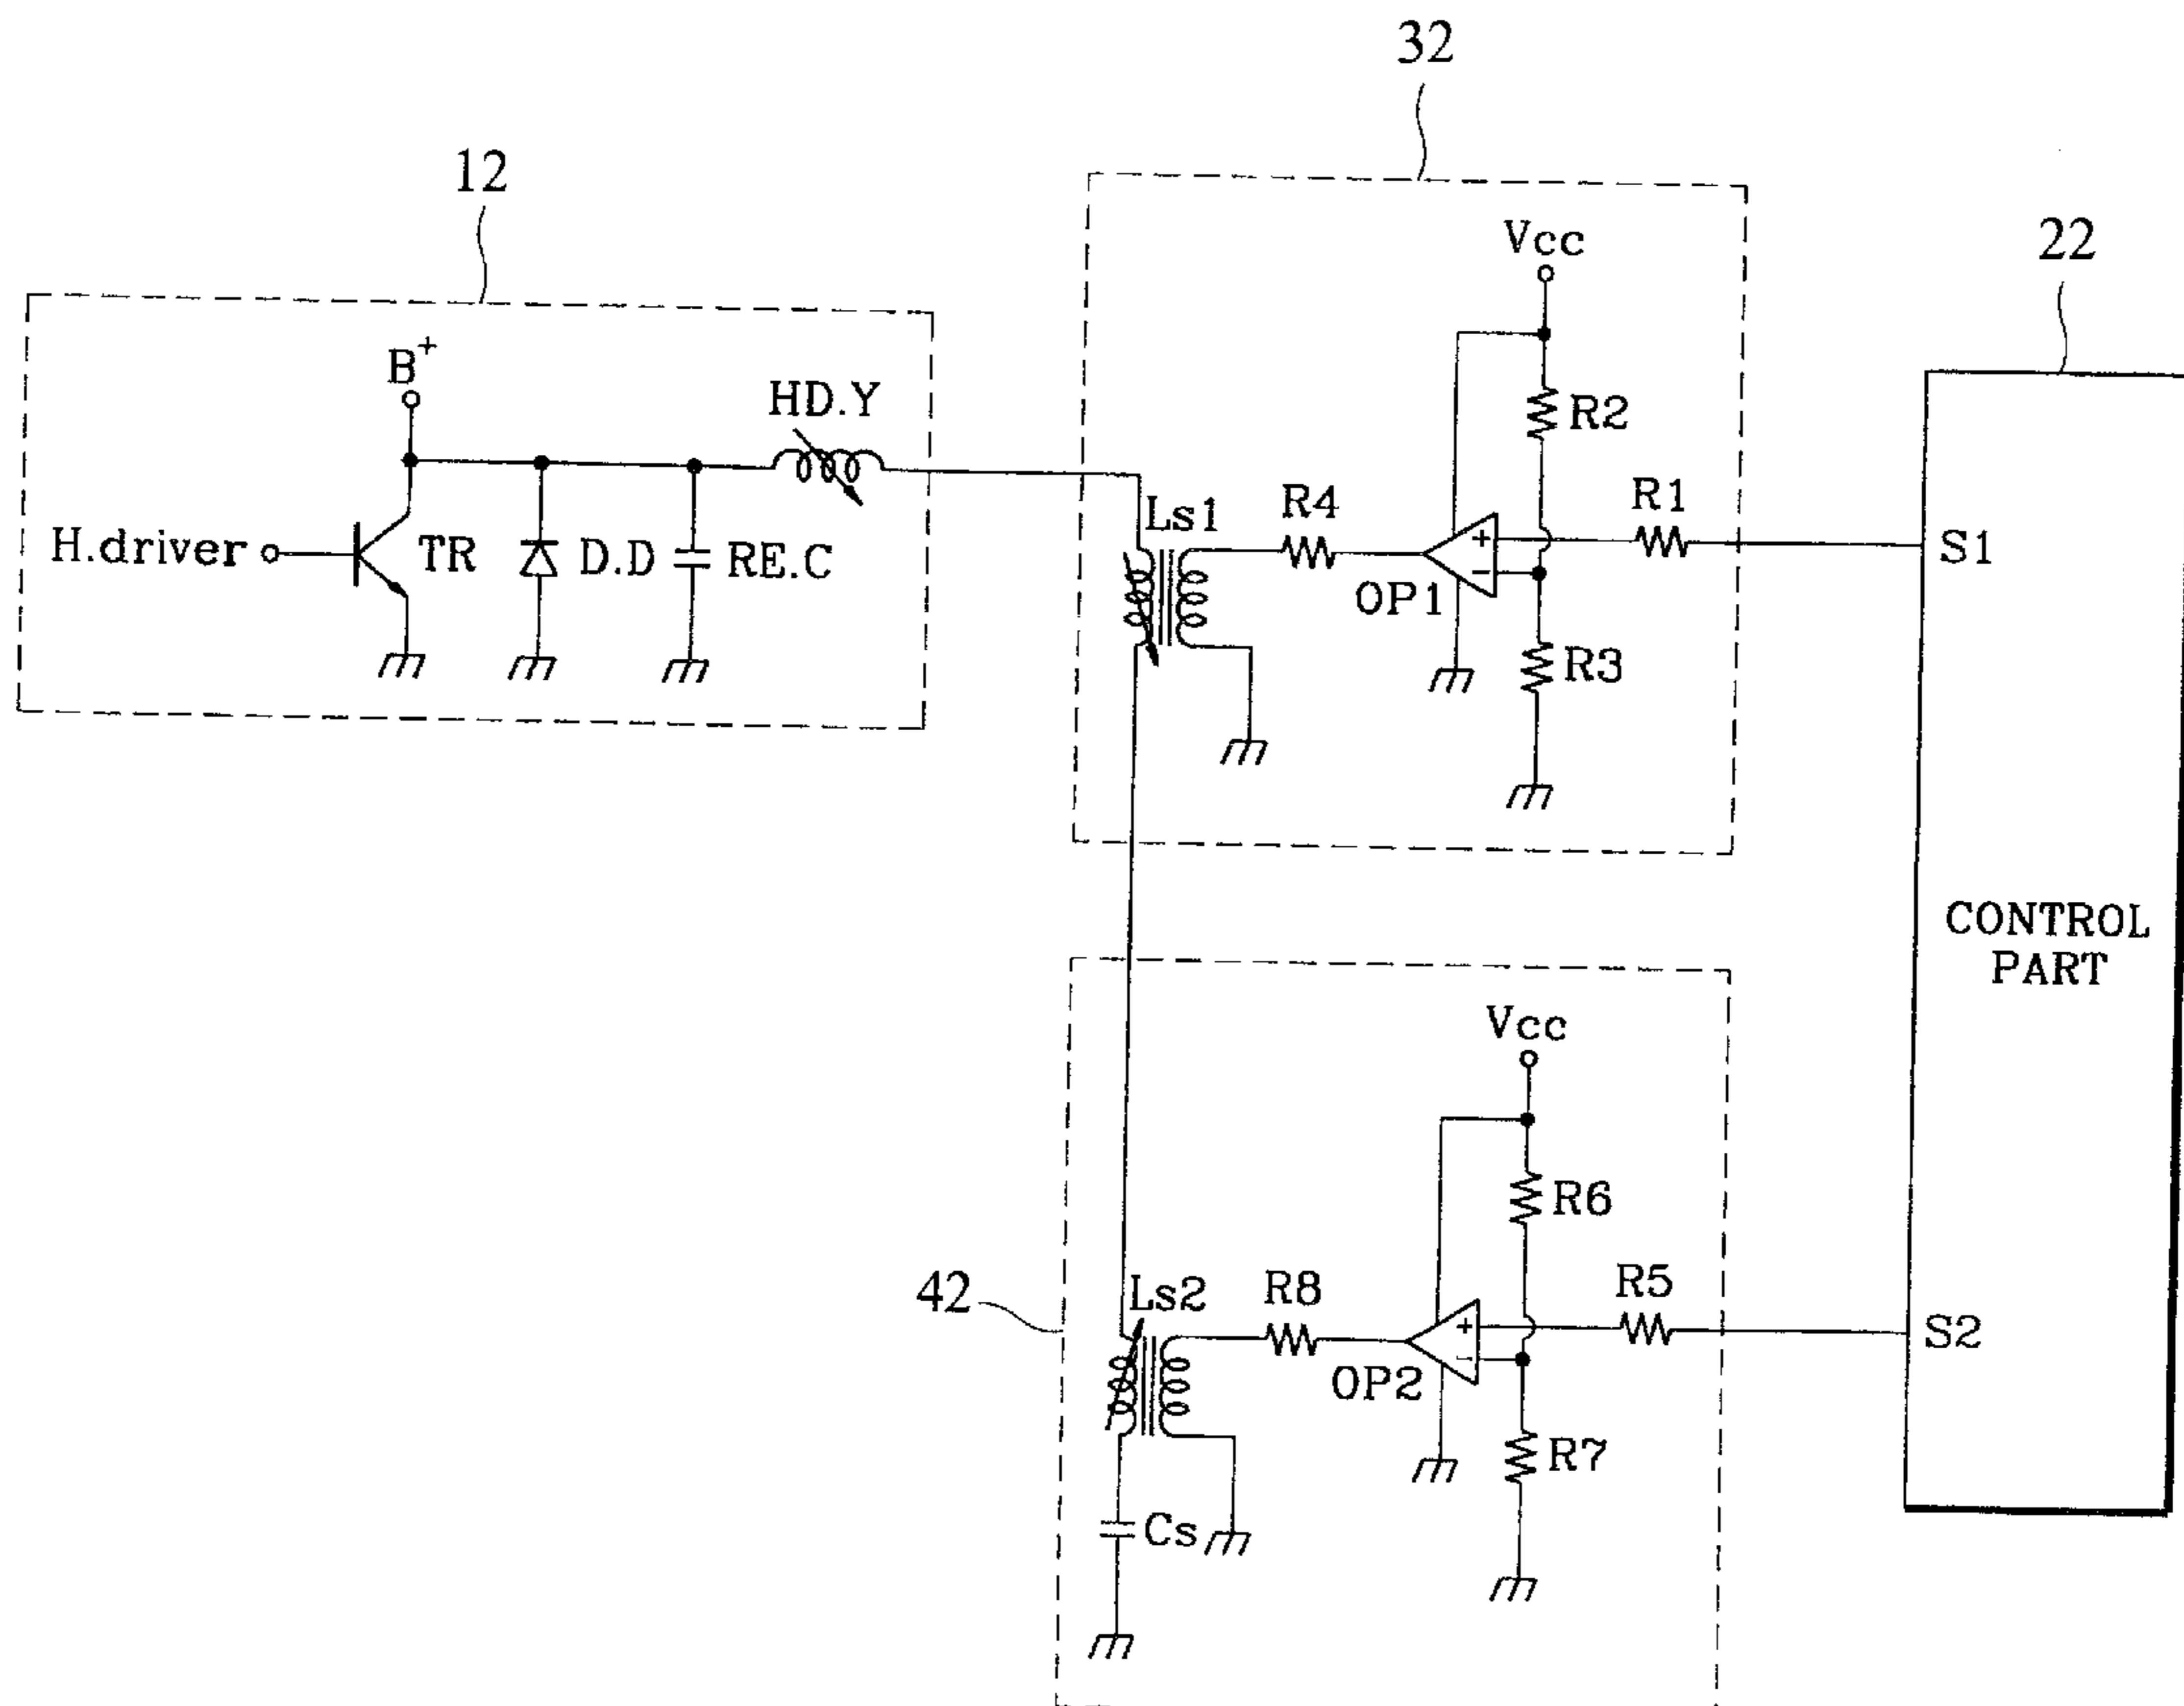 32
12
22
Vcc
B+
HD.Y
R2
Ls1
R4
R1
H.driver
TR
D.D
RE.C
+
-
OP1
S1
R3
CONTROL
PART
Vcc
R6
42
Ls2
R8
R5
+
-
OP2
S2
R7
Cs